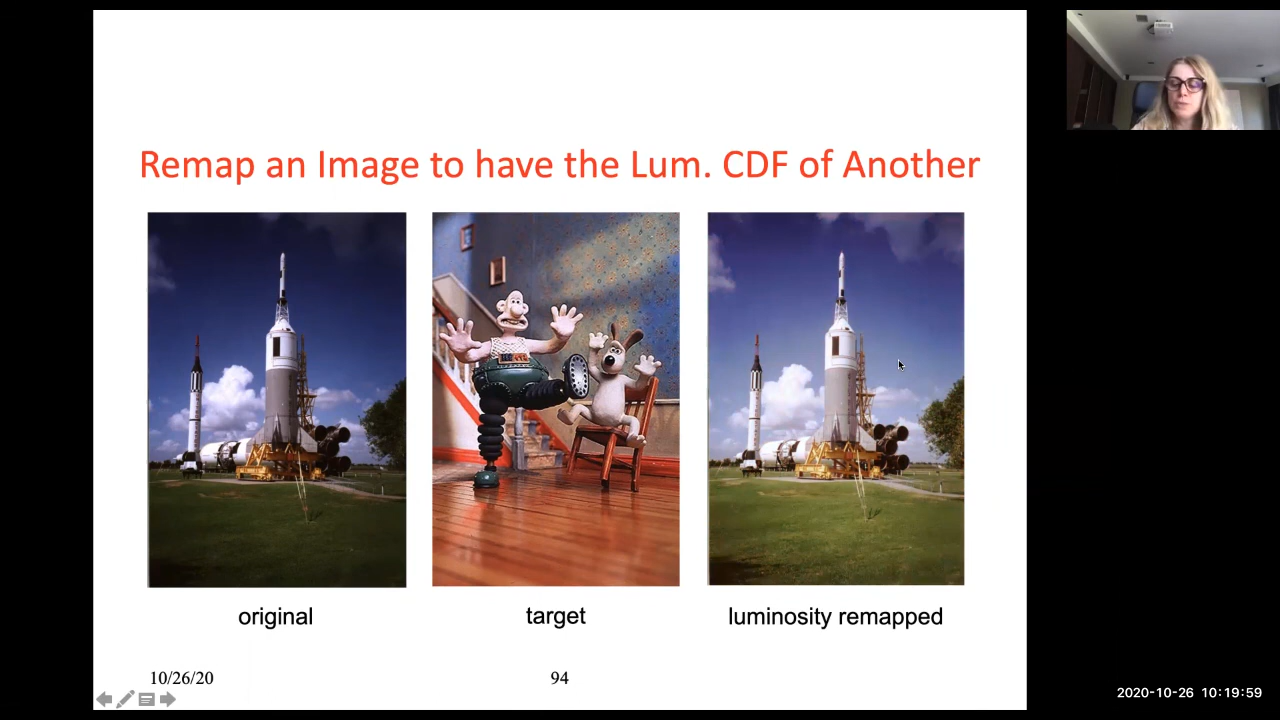 Remap an Image to have the Lum. CDF of Another
original
target
luminosity remapped
10/26/20
94
2020-10-26 10:19:59